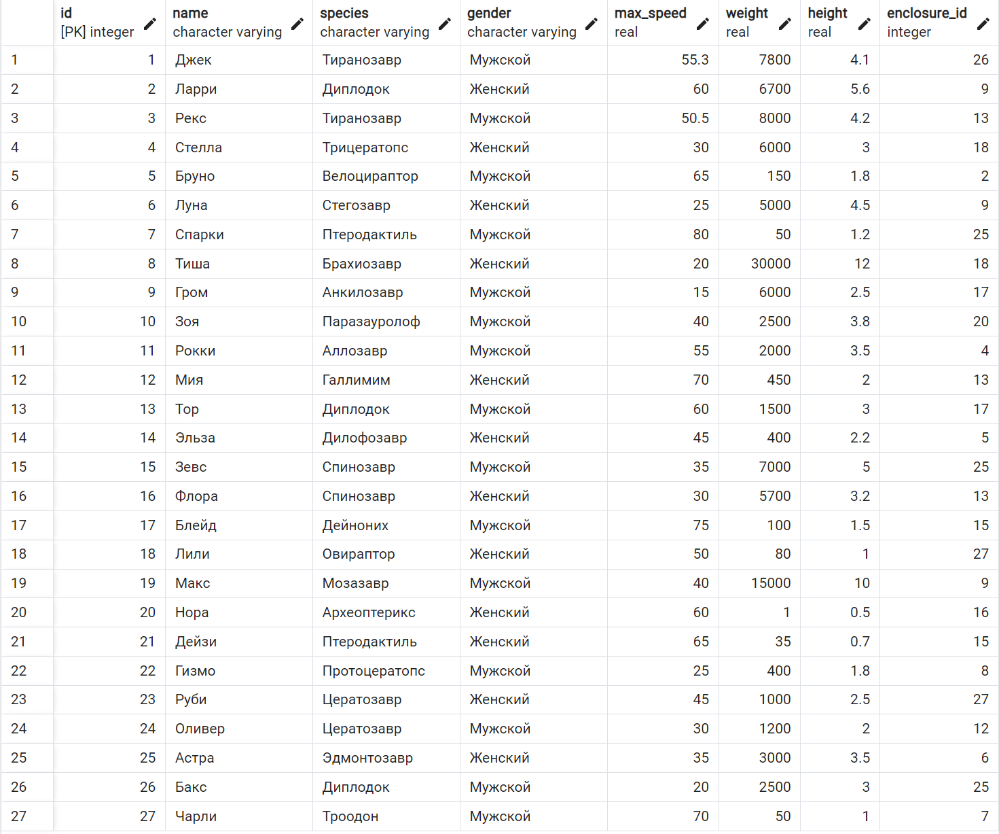 id name species gender max_speed weight height enclosure_id
[PK] integer character varying character varying character varying real real real integer
1 1 Джек Тиранозавр Мужской 55.3 7800 4.1 26
2 2 Ларри Диплодок Женский 60 6700 5.6 9
3 3 Рекс Тиранозавр Мужской 50.5 8000 4.2 13
4 4 Стелла Трицератопс Женский 30 6000 3 18
5 5 Бруно Велоцираптор Мужской 65 150 1.8 2
6 6 Луна Стегозавр Женский 25 5000 4.5 9
7 7 Спарки Птеродактиль Мужской 80 50 1.2 25
8 8 Тиша Брахиозавр Женский 20 30000 12 18
9 9 Гром Анкилозавр Мужской 15 6000 2.5 17
10 10 Зоя Паразауролоф Мужской 40 2500 3.8 20
11 11 Рокки Аллозавр Мужской 55 2000 3.5 4
12 12 Мия Галлимим Женский 70 450 2 13
13 13 Тор Диплодок Мужской 60 1500 3 17
14 14 Эльза Дилофозавр Женский 45 400 2.2 5
15 15 Зевс Спинозавр Мужской 35 7000 5 25
16 16 Флора Спинозавр Женский 30 5700 3.2 13
17 17 Блейд Дейноних Мужской 75 100 1.5 15
18 18 Лили Овираптор Женский 50 80 1 27
19 19 Макс Мозазавр Мужской 40 15000 10 9
20 20 Нора Археоптерикс Женский 60 1 0.5 16
21 21 Дейзи Птеродактиль Женский 65 35 0.7 15
22 22 Гизмо Протоцератопс Мужской 25 400 1.8 8
23 23 Руби Цератозавр Женский 45 1000 2.5 27
24 24 Оливер Цератозавр Мужской 30 1200 2 12
25 25 Астра Эдмонтозавр Женский 35 3000 3.5 6
26 26 Бакс Диплодок Мужской 20 2500 3 25
27 27 Чарли Троодон Мужской 70 50 1 7